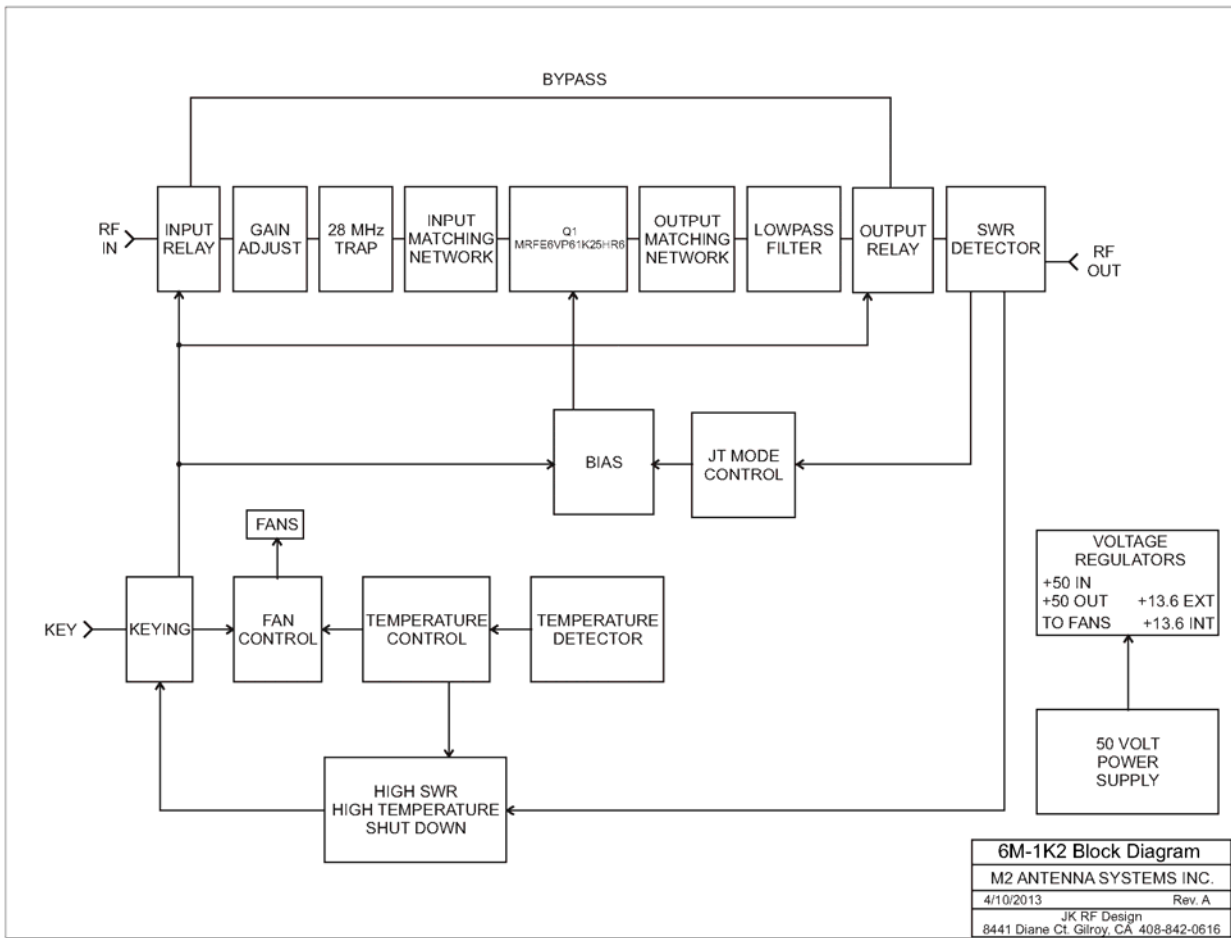 BYPASS
RF
IN
INPUT
RELAY
GAIN
ADJUST
28 MHz
TRAP
INPUT
MATCHING
NETWORK
Q1
MRFE6VP61K25HR6
OUTPUT
MATCHING
NETWORK
LOWPASS
FILTER
OUTPUT
RELAY
SWR
DETECTOR
RF
OUT
BIAS
JT MODE
CONTROL
FANS
KEY
KEYING
FAN
CONTROL
TEMPERATURE
CONTROL
TEMPERATURE
DETECTOR
VOLTAGE
REGULATORS
+50 IN
+50 OUT +13.6 EXT
TO FANS +13.6 INT
HIGH SWR
HIGH TEMPERATURE
SHUT DOWN
50 VOLT
POWER
SUPPLY
6M-1K2 Block Diagram
M2 ANTENNA SYSTEMS INC.
4/10/2013 Rev. A
JK RF Design
8441 Diane Ct. Gilroy, CA 408-842-0616